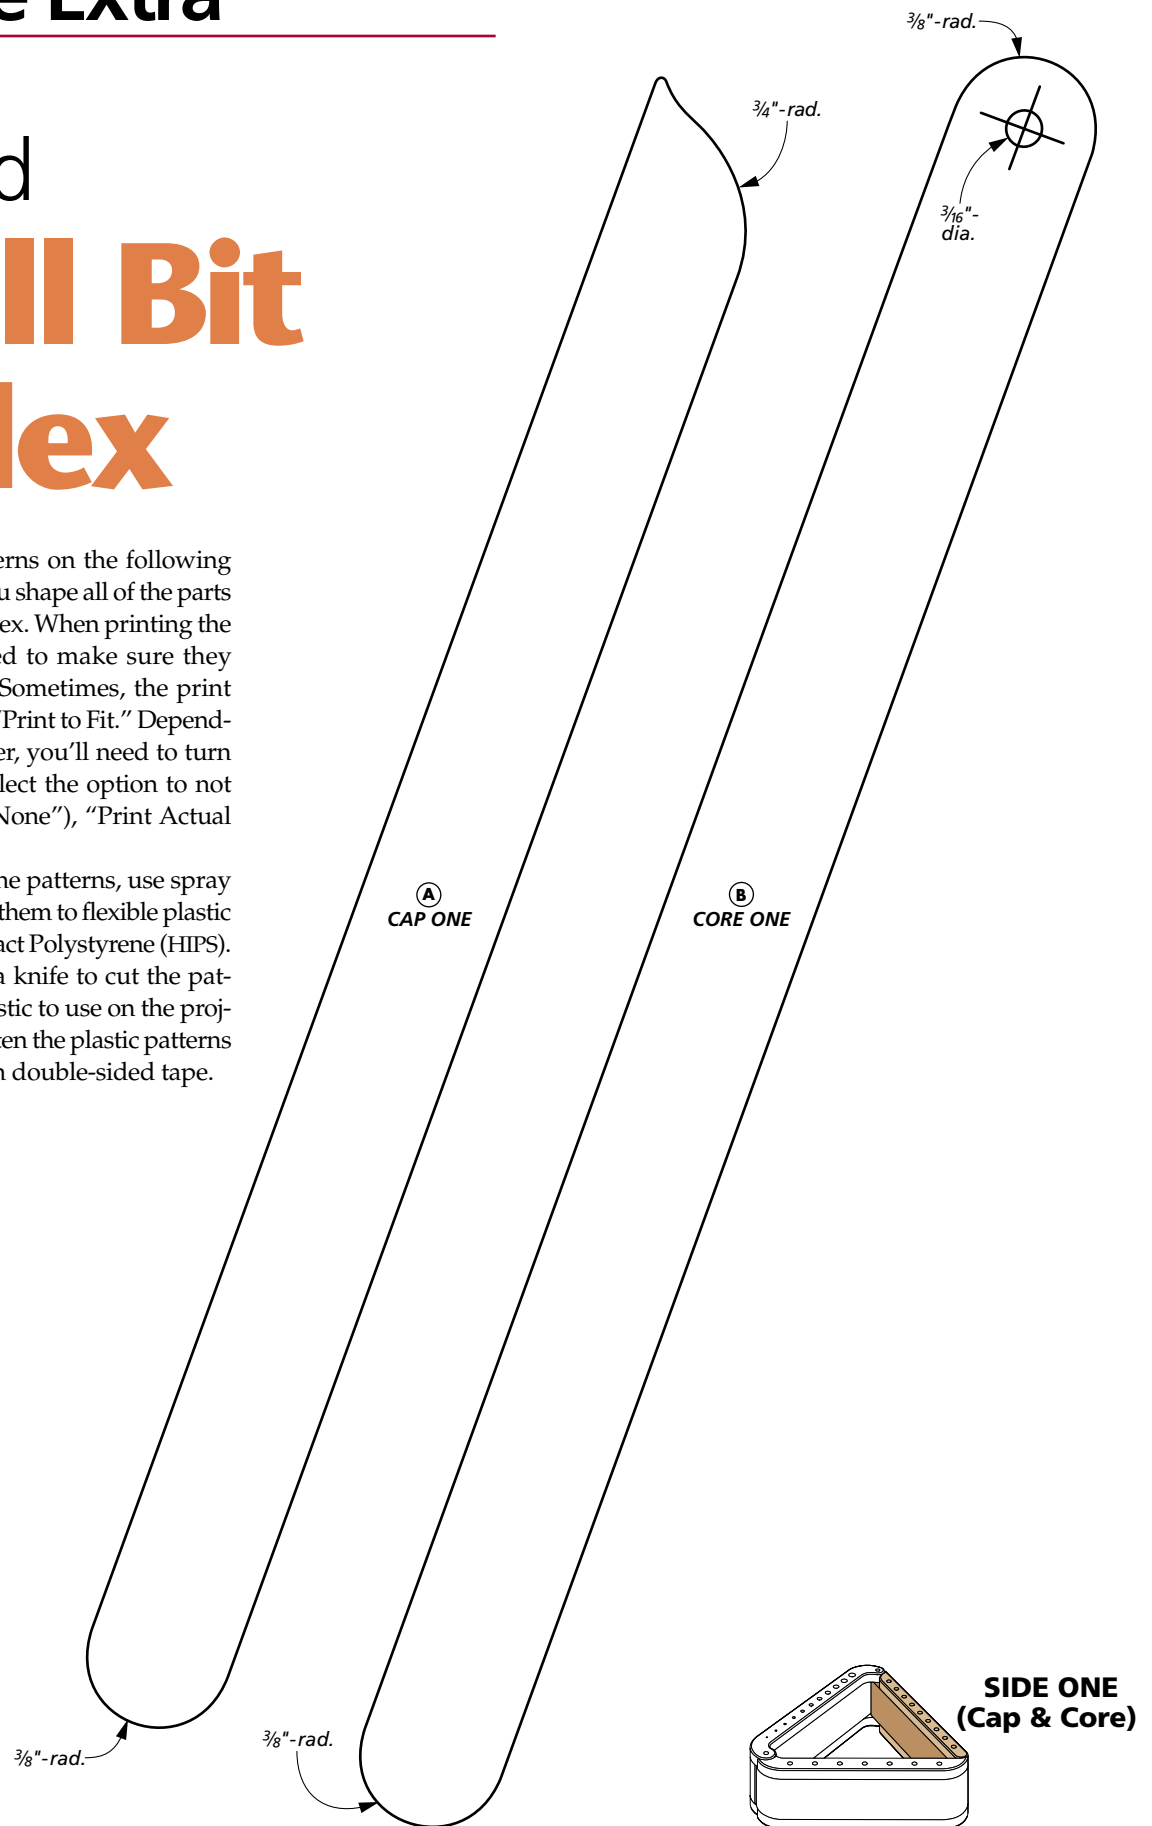 e Extra
d
ll Bit
dex
erns on the following
u shape all of the parts
ex. When printing the
ed to make sure they
Sometimes, the print
"Print to Fit." Depend-
er, you'll need to turn
lect the option to not
None"), "Print Actual
he patterns, use spray
them to flexible plastic
act Polystyrene (HIPS).
a knife to cut the pat-
stic to use on the proj-
ten the plastic patterns
n double-sided tape.
3/8"-rad.
3/4"-rad.
3/16"-
dia.
A
CAP ONE
B
CORE ONE
3/8"-rad.
3/8"-rad.
SIDE ONE
(Cap & Core)